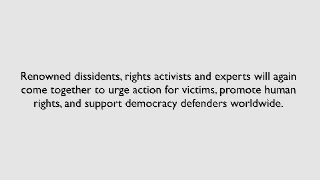 Renowned dissidents, rights activists and experts will again
come together to urge action for victims, promote human
rights, and support democracy defenders worldwide.